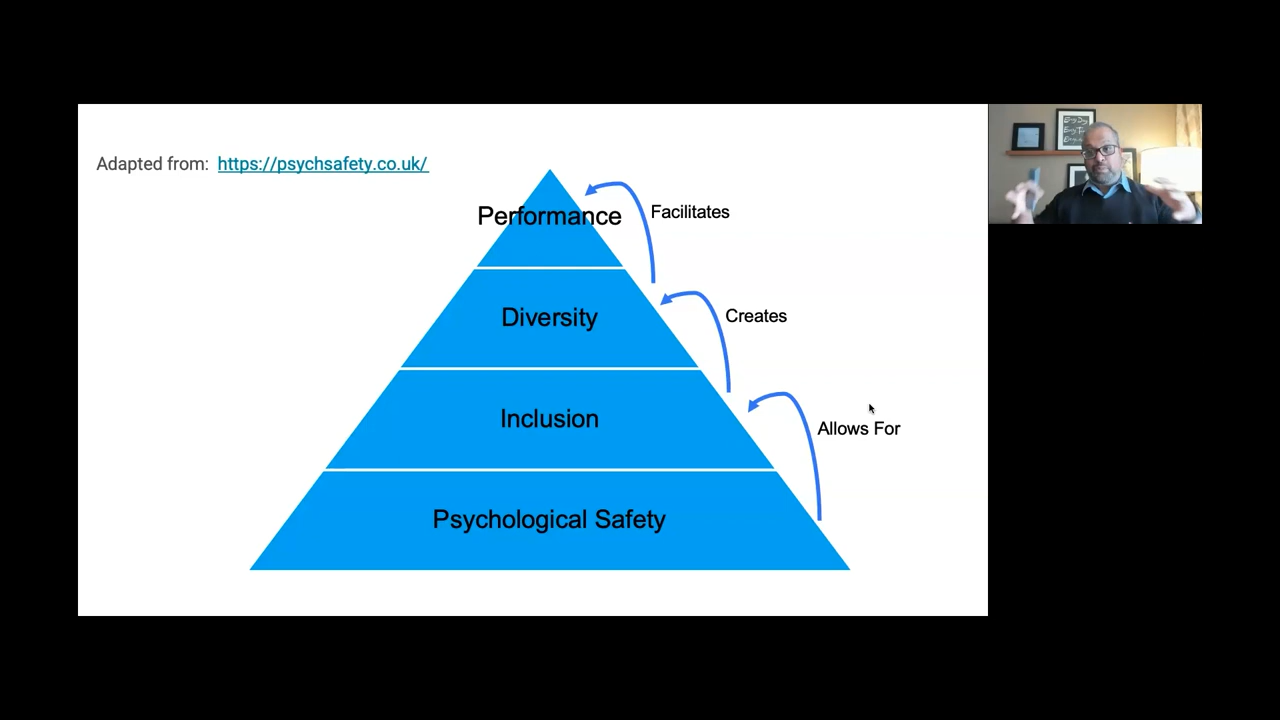 Adapted from: https://psychsafety.co.uk/
Performance
Facilitates
Diversity
Creates
Inclusion
Allows For
Psychological Safety